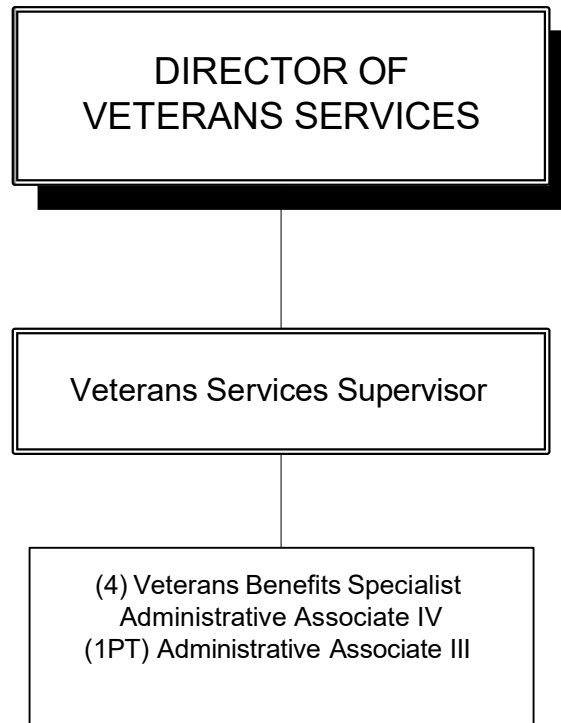 DIRECTOR OF
VETERANS SERVICES
Veterans Services Supervisor
(4) Veterans Benefits Specialist
Administrative Associate IV
(1PT) Administrative Associate III